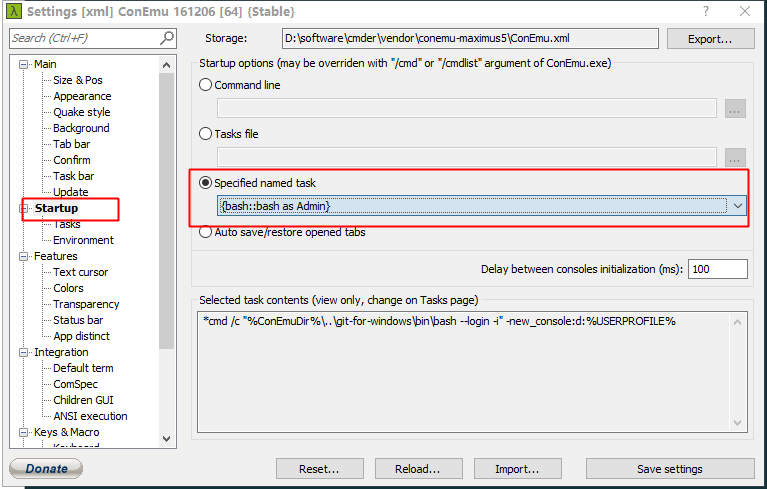 λ Settings [xml] ConEmu 161206 [64] {Stable} ? ×
Search (Ctrl+F)
Storage: D:\software\cmder\vendor\conemu-maximus5\ConEmu.xml Export...
Main
Size & Pos
Appearance
Quake style
Background
Tab bar
Confirm
Task bar
Update
Startup
Tasks
Environment
Features
Text cursor
Colors
Transparency
Status bar
App distinct
Integration
Default term
ComSpec
Children GUI
ANSI execution
Keys & Macro
Keyboard
Startup options (may be overriden with "/cmd" or "/cmdlist" argument of ConEmu.exe)
Command line
...
Tasks file
...
Specified named task
{bash::bash as Admin}
Auto save/restore opened tabs
Delay between consoles initialization (ms): 100
Selected task contents (view only, change on Tasks page)
*cmd /c "%ConEmuDir%\..\git-for-windows\bin\bash --login -i" -new_console:d:%USERPROFILE%
Donate Reset... Reload... Import... Save settings